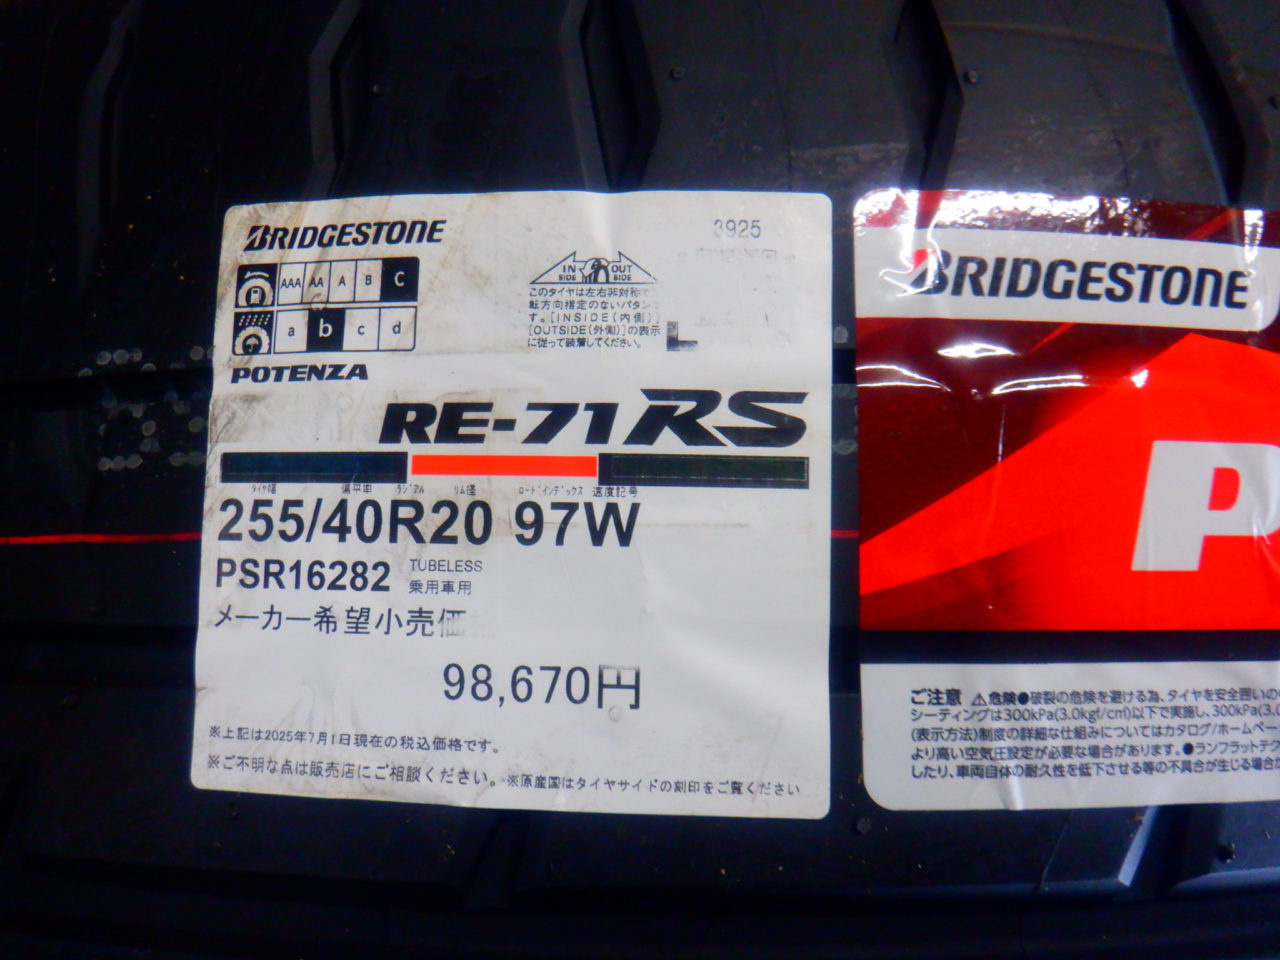 BRIDGESTONE
3925
AAA AA A B C
a b c d
IN SIDE OUT SIDE
このタイヤは左右非対称で
転方向指定のないパタン
す。[INSIDE(内側)]
[OUTSIDE(外側)]の表示
に従って装着してください。
L
POTENZA
RE-71RS
タイヤ幅 偏平率 ラジアル リム径 ロードインデックス 速度記号
255/40R20 97W
PSR16282 TUBELESS
乗用車用
メーカー希望小売価
98,670円
※上記は2025年7月1日現在の税込価格です。
※ご不明な点は販売店にご相談ください。※原産国はタイヤサイドの刻印をご覧ください
BRIDGESTONE
P
ご注意 ⚠危険●破裂の危険を避ける為、タイヤを安全囲いの
シーティングは300kPa(3.0kgf/c㎡)以下で実施し、300kPa(3.0
(表示方法)制度の詳細な仕組みについてはカタログ/ホームペー
より高い空気圧設定が必要な場合があります。●ランフラットテク
したり、車両自体の耐久性を低下させる等の不具合が生じる場合が